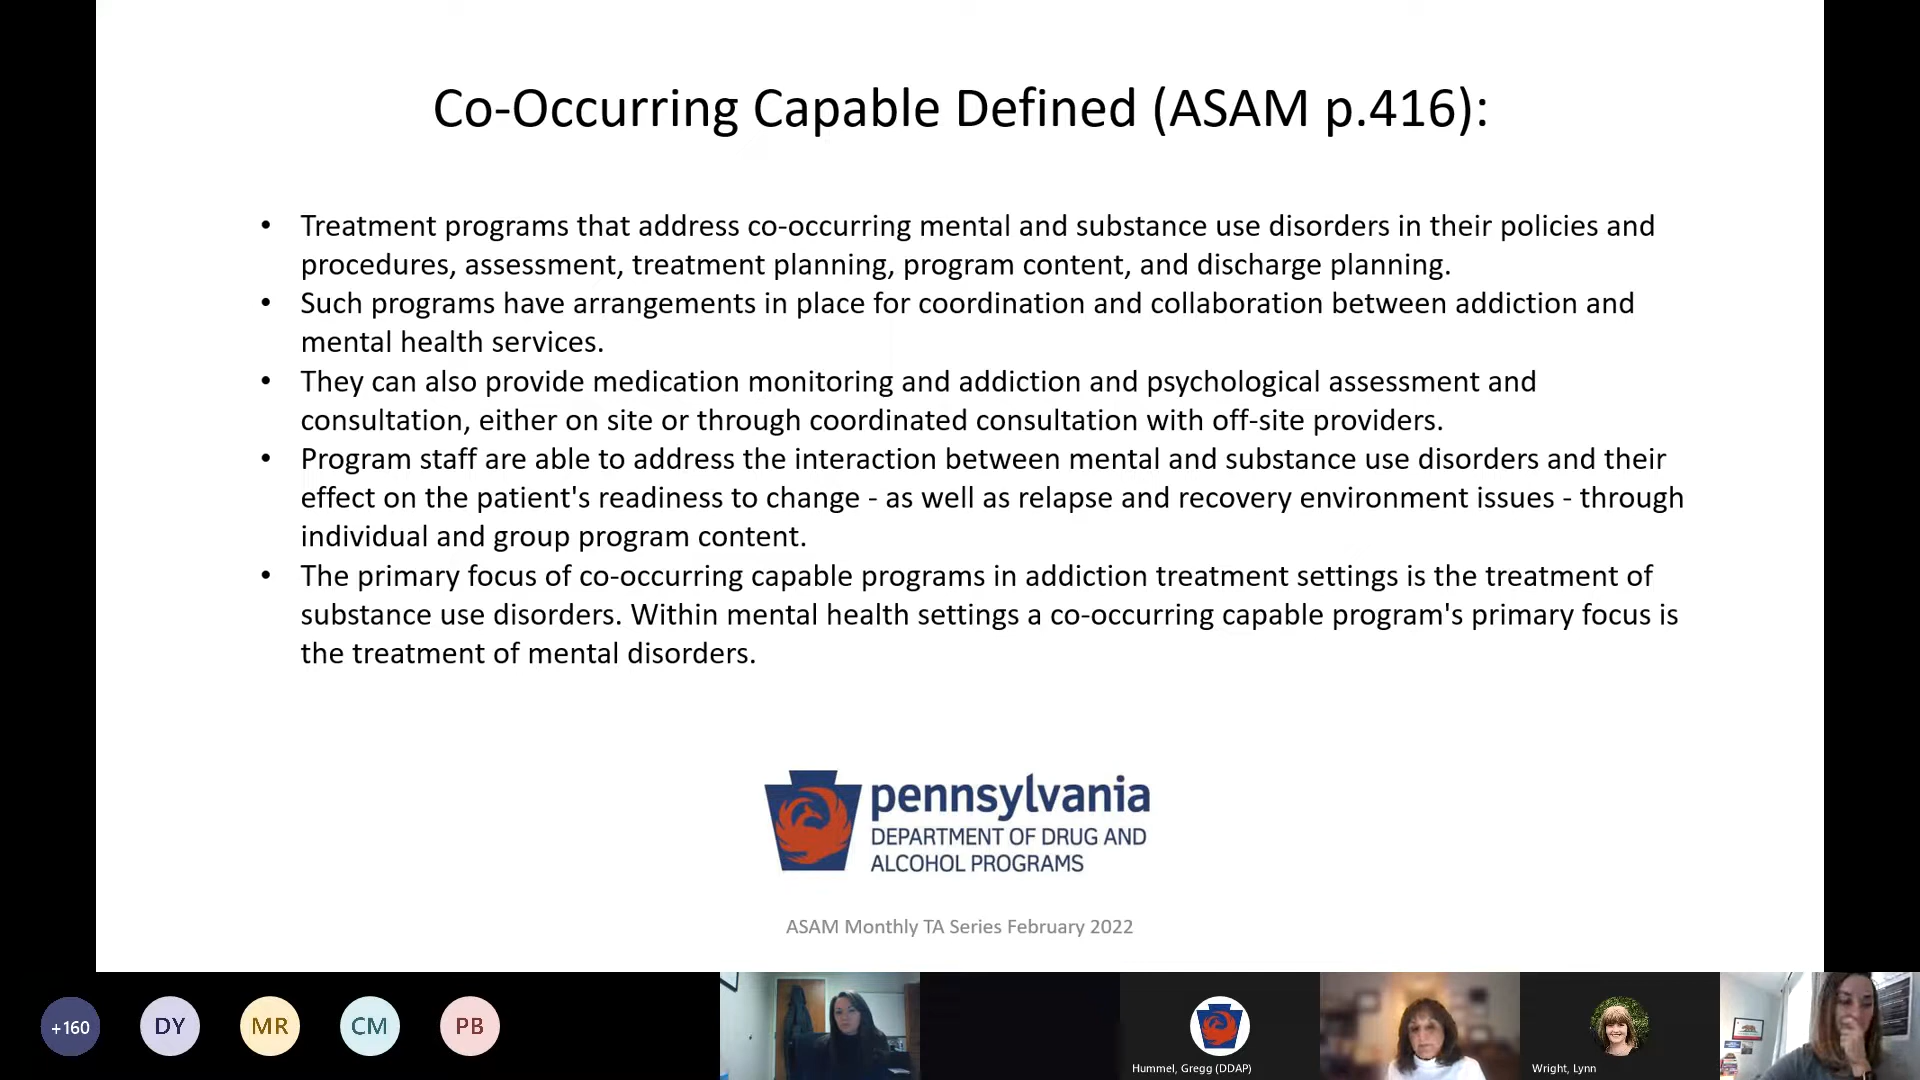 Co-Occurring Capable Defined (ASAM p.416):
• Treatment programs that address co-occurring mental and substance use disorders in their policies and
procedures, assessment, treatment planning, program content, and discharge planning.
• Such programs have arrangements in place for coordination and collaboration between addiction and
mental health services.
• They can also provide medication monitoring and addiction and psychological assessment and
consultation, either on site or through coordinated consultation with off-site providers.
• Program staff are able to address the interaction between mental and substance use disorders and their
effect on the patient's readiness to change - as well as relapse and recovery environment issues - through
individual and group program content.
• The primary focus of co-occurring capable programs in addiction treatment settings is the treatment of
substance use disorders. Within mental health settings a co-occurring capable program's primary focus is
the treatment of mental disorders.
pennsylvania
DEPARTMENT OF DRUG AND
ALCOHOL PROGRAMS
ASAM Monthly TA Series February 2022
+160
DY
MR
CM
PB
Hummel, Gregg (DDAP)
Wright, Lynn